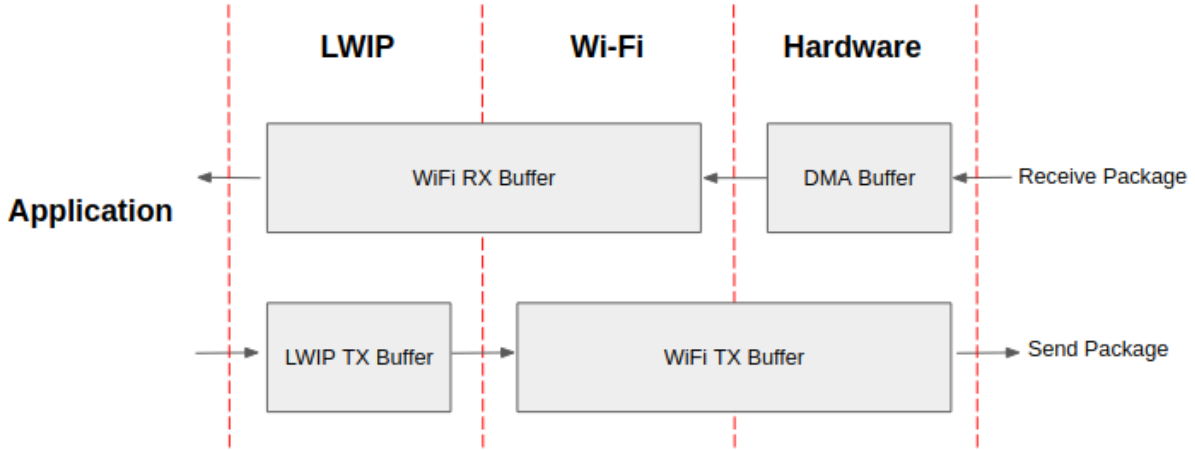 LWIP
Wi-Fi
Hardware
WiFi RX Buffer
DMA Buffer
Receive Package
Application
LWIP TX Buffer
WiFi TX Buffer
Send Package